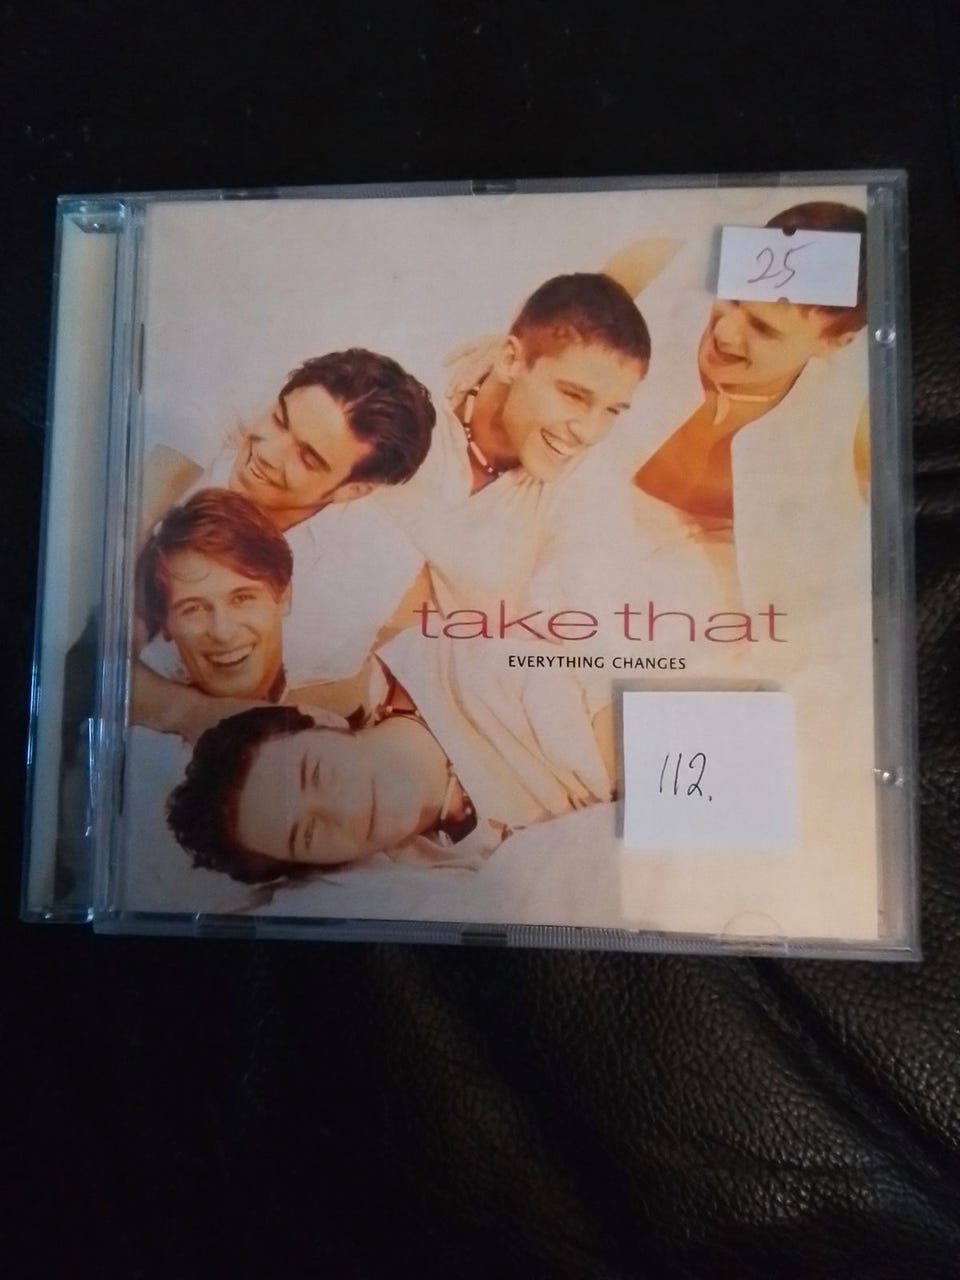 25
take that
EVERYTHING CHANGES
112.